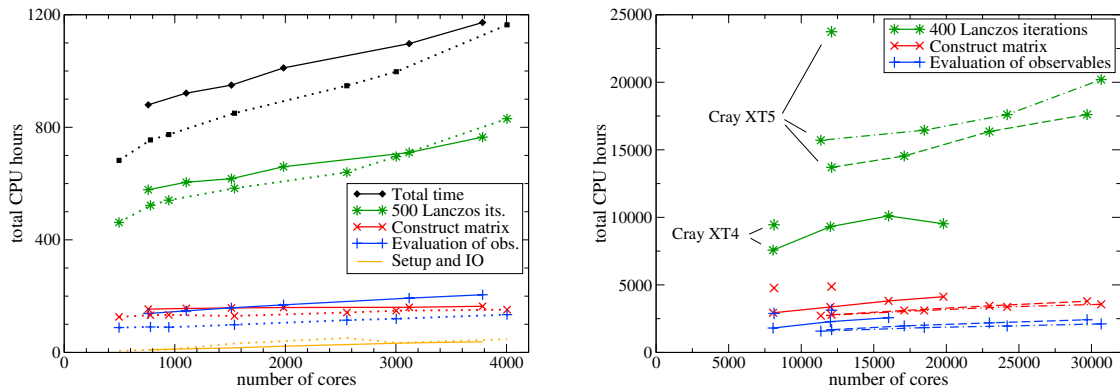 1200
800
400
0
total CPU hours
0
1000
2000
3000
4000
number of cores
Total time
500 Lanczos its.
Construct matrix
Evaluation of obs.
Setup and IO
25000
20000
15000
10000
5000
0
total CPU hours
0
5000
10000
15000
20000
25000
30000
number of cores
400 Lanczos iterations
Construct matrix
Evaluation of observables
Cray XT5
Cray XT4